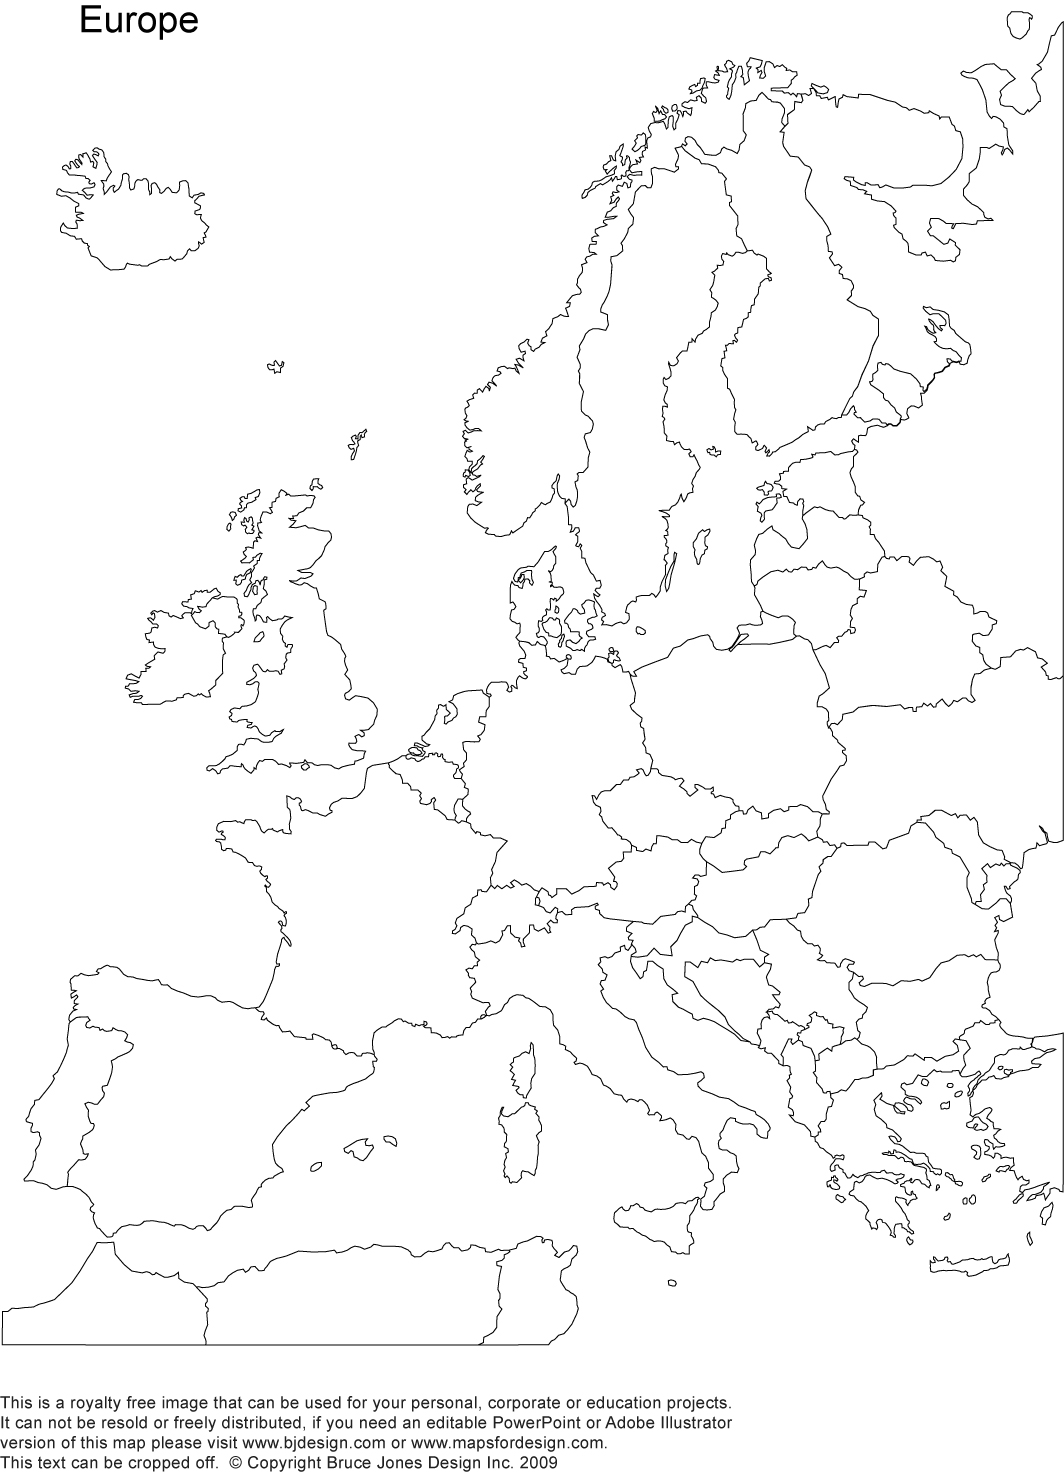 Europe
This is a royalty free image that can be used for your personal, corporate or education projects.
It can not be resold or freely distributed, if you need an editable PowerPoint or Adobe Illustrator
version of this map please visit www.bjdesign.com or www.mapsfordesign.com.
This text can be cropped off.  © Copyright Bruce Jones Design Inc. 2009